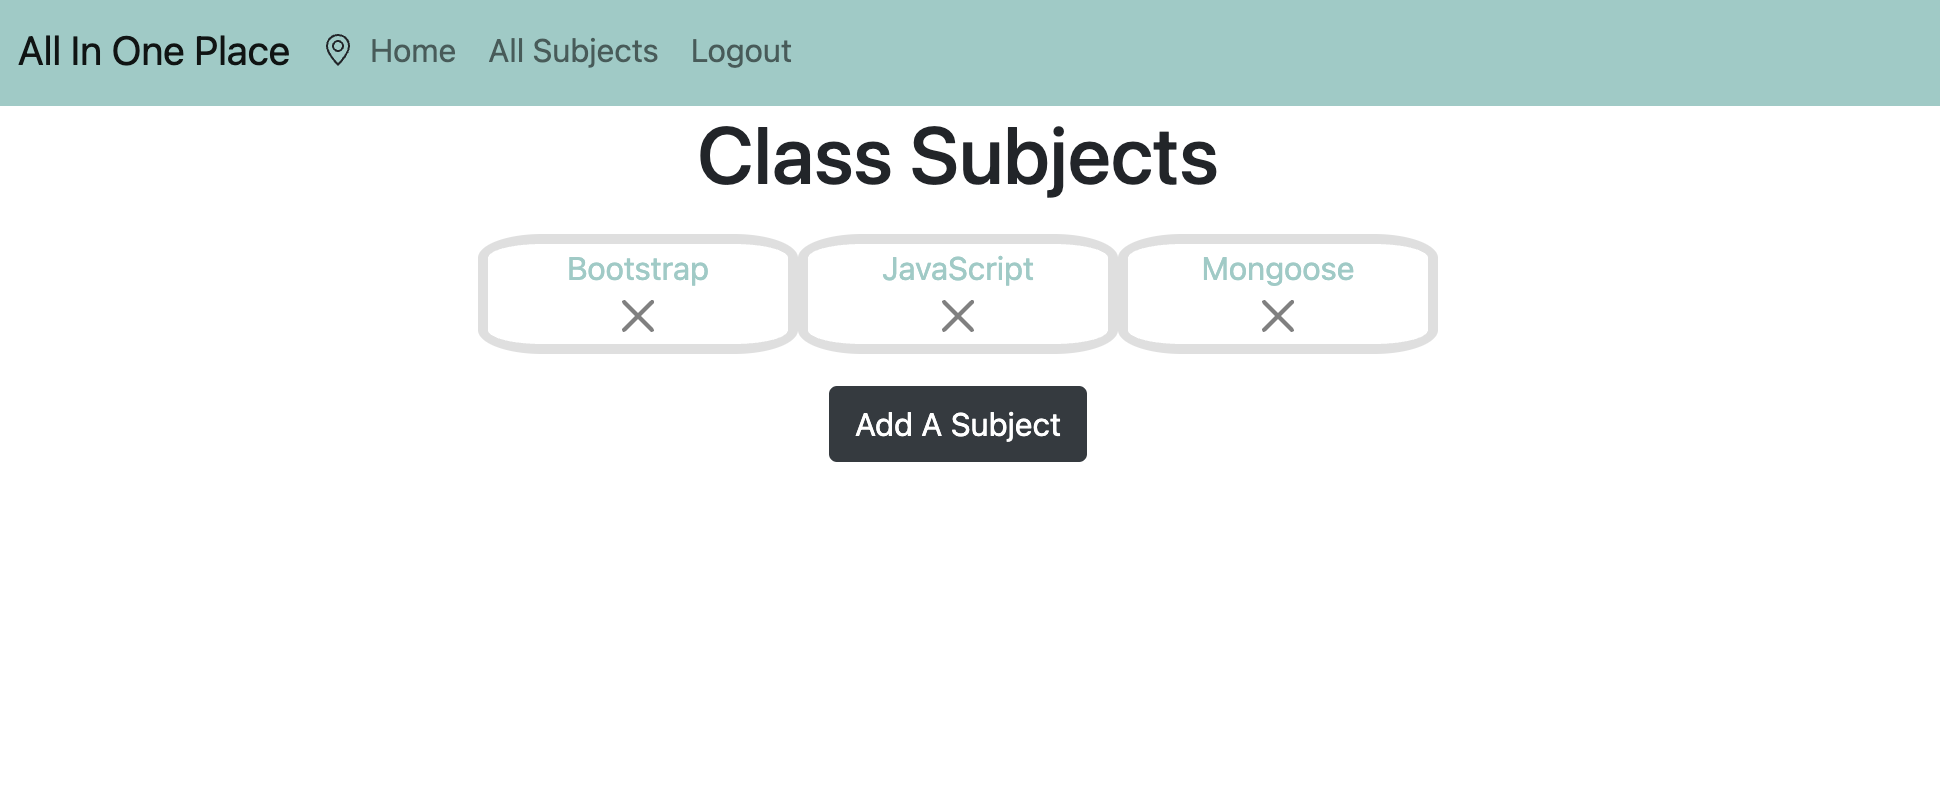 All In One Place Home All Subjects Logout
Class Subjects
Bootstrap JavaScript Mongoose
Add A Subject